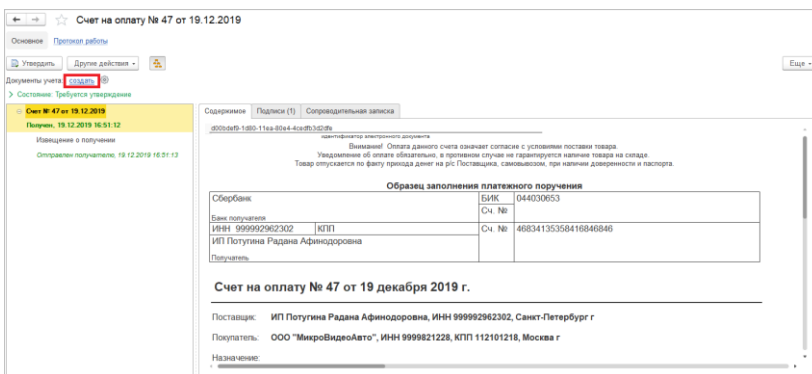 Счет на оплату № 47 от 19.12.2019
Основное Протокол работы
Утвердить Другие действия Еще
Документы учета: создать
Состояние: Требуется утверждение
Счет № 47 от 19.12.2019
Получен, 19.12.2019 16:51:12
Извещение о получении
Отправлен получателю, 19.12.2019 16:51:13
Содержимое Подписи (1) Сопроводительная записка
идентификатор электронного документа
Внимание! Оплата данного счета означает согласие с условиями поставки товара.
Уведомление об оплате обязательно, в противном случае не гарантируется наличие товара на складе.
Товар отпускается по факту прихода денег на р/с Поставщика, самовывозом, при наличии доверенности и паспорта.
Образец заполнения платежного поручения
Сбербанк БИК 044030653
Сч. №
Банк получателя
ИНН 999992962302 КПП Сч. № 46834135358416846846
ИП Потугина Радана Афинодоровна
Получатель
Счет на оплату № 47 от 19 декабря 2019 г.
Поставщик: ИП Потугина Радана Афинодоровна, ИНН 999992962302, Санкт-Петербург г
Покупатель: ООО "МикроВидеоАвто", ИНН 9999821228, КПП 112101218, Москва г
Назначение: